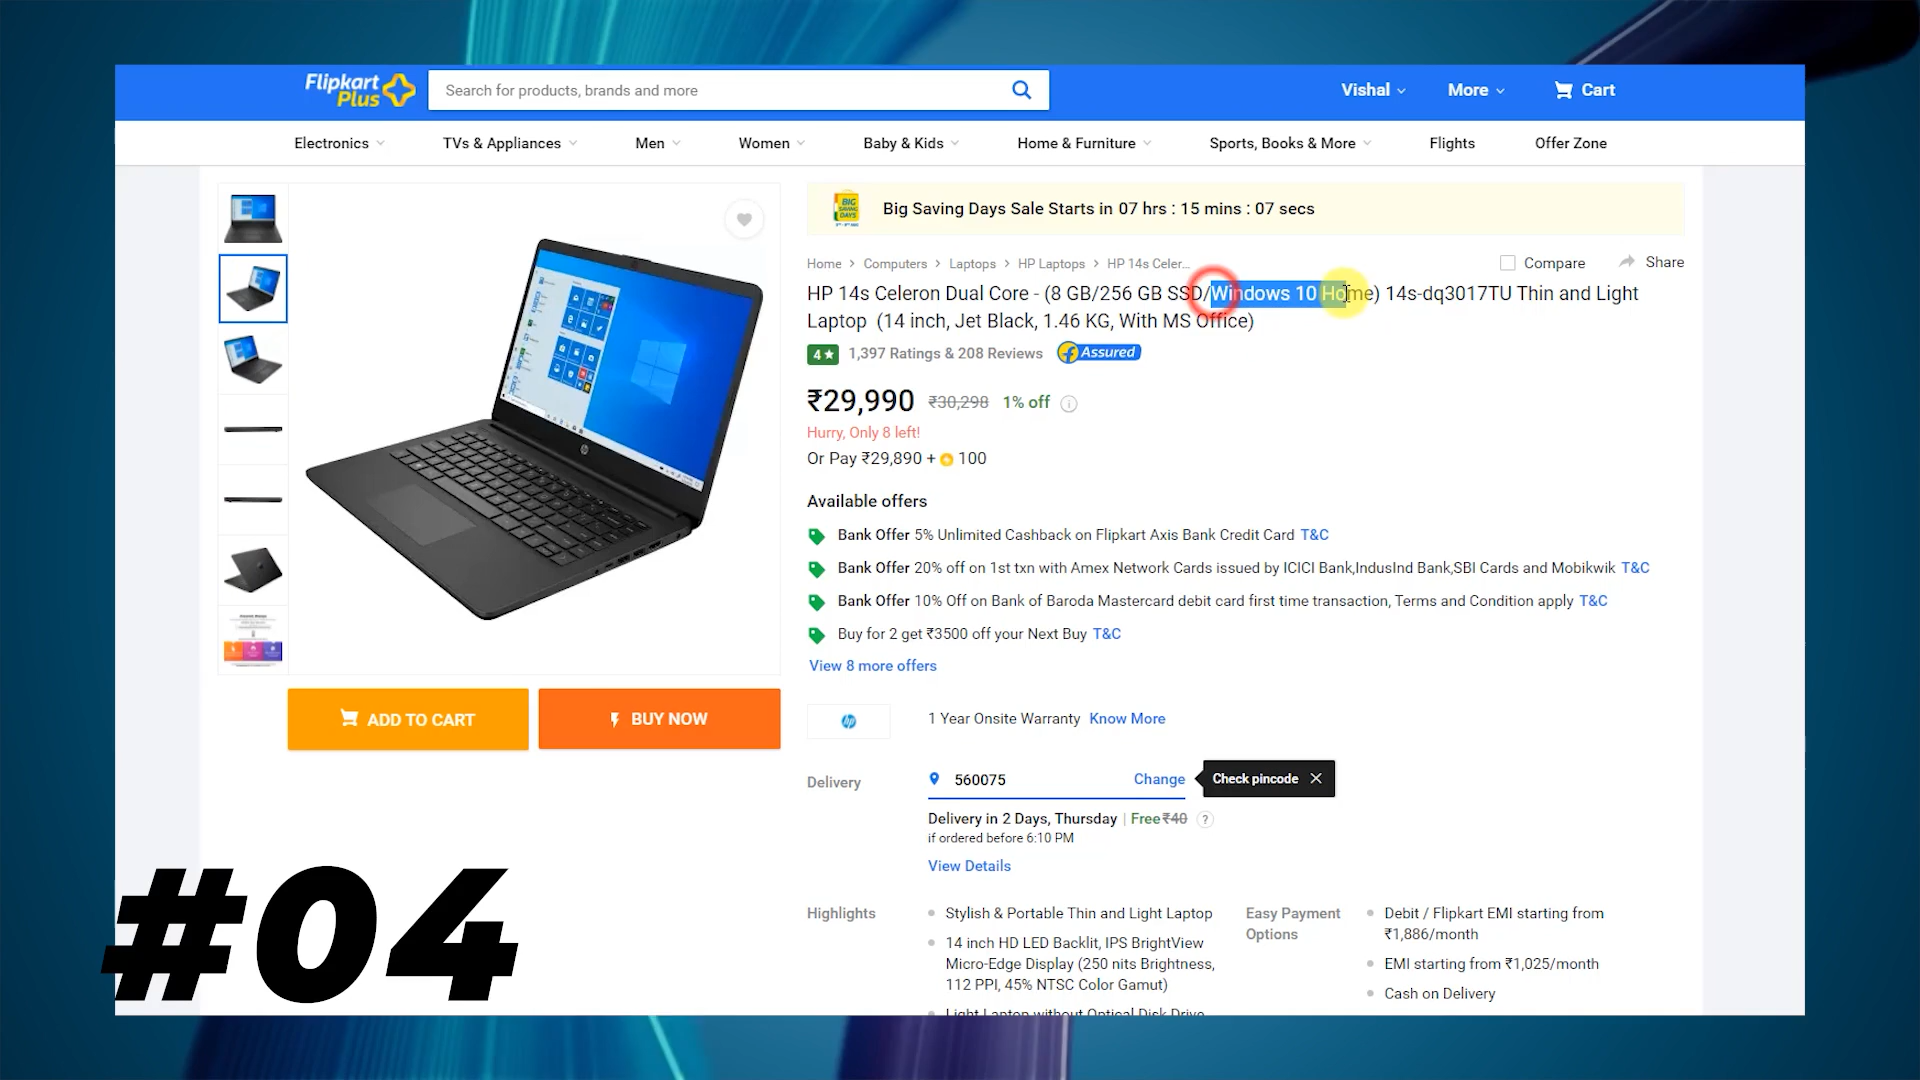 Flipkart
Plus
Search for products, brands and more
Vishal
More
Cart
Electronics
TVs & Appliances
Men
Women
Baby & Kids
Home & Furniture
Sports, Books & More
Flights
Offer Zone
BIG
SAVING
DAYS
Big Saving Days Sale Starts in 07 hrs : 15 mins : 07 secs
Home > Computers > Laptops > HP Laptops > HP 14s Celer...
Compare
Share
HP 14s Celeron Dual Core - (8 GB/256 GB SSD/Windows 10 Home) 14s-dq3017TU Thin and Light
Laptop (14 inch, Jet Black, 1.46 KG, With MS Office)
4★ 1,397 Ratings & 208 Reviews
Assured
₹29,990 ₹30,298 1% off
Hurry, Only 8 left!
Or Pay ₹29,890 + 100
Available offers
Bank Offer 5% Unlimited Cashback on Flipkart Axis Bank Credit Card T&C
Bank Offer 20% off on 1st txn with Amex Network Cards issued by ICICI Bank,IndusInd Bank,SBI Cards and Mobikwik T&C
Bank Offer 10% Off on Bank of Baroda Mastercard debit card first time transaction, Terms and Condition apply T&C
Buy for 2 get ₹3500 off your Next Buy T&C
View 8 more offers
ADD TO CART
BUY NOW
hp
1 Year Onsite Warranty Know More
Delivery
560075
Change
Check pincode
Delivery in 2 Days, Thursday | Free ₹40 ?
if ordered before 6:10 PM
View Details
Highlights
Stylish & Portable Thin and Light Laptop
14 inch HD LED Backlit, IPS BrightView
Micro-Edge Display (250 nits Brightness,
112 PPI, 45% NTSC Color Gamut)
Light Laptop without Optical Disk Drive
Easy Payment
Options
Debit / Flipkart EMI starting from
₹1,886/month
EMI starting from ₹1,025/month
Cash on Delivery
#04